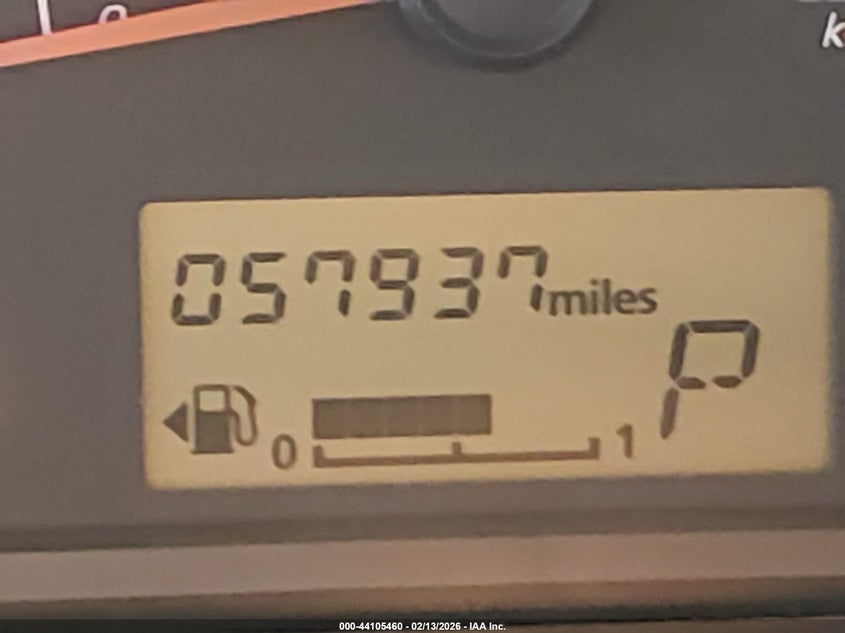 057937 miles
P
0 1
000-44105460 - 02/13/2026 - IAA Inc.